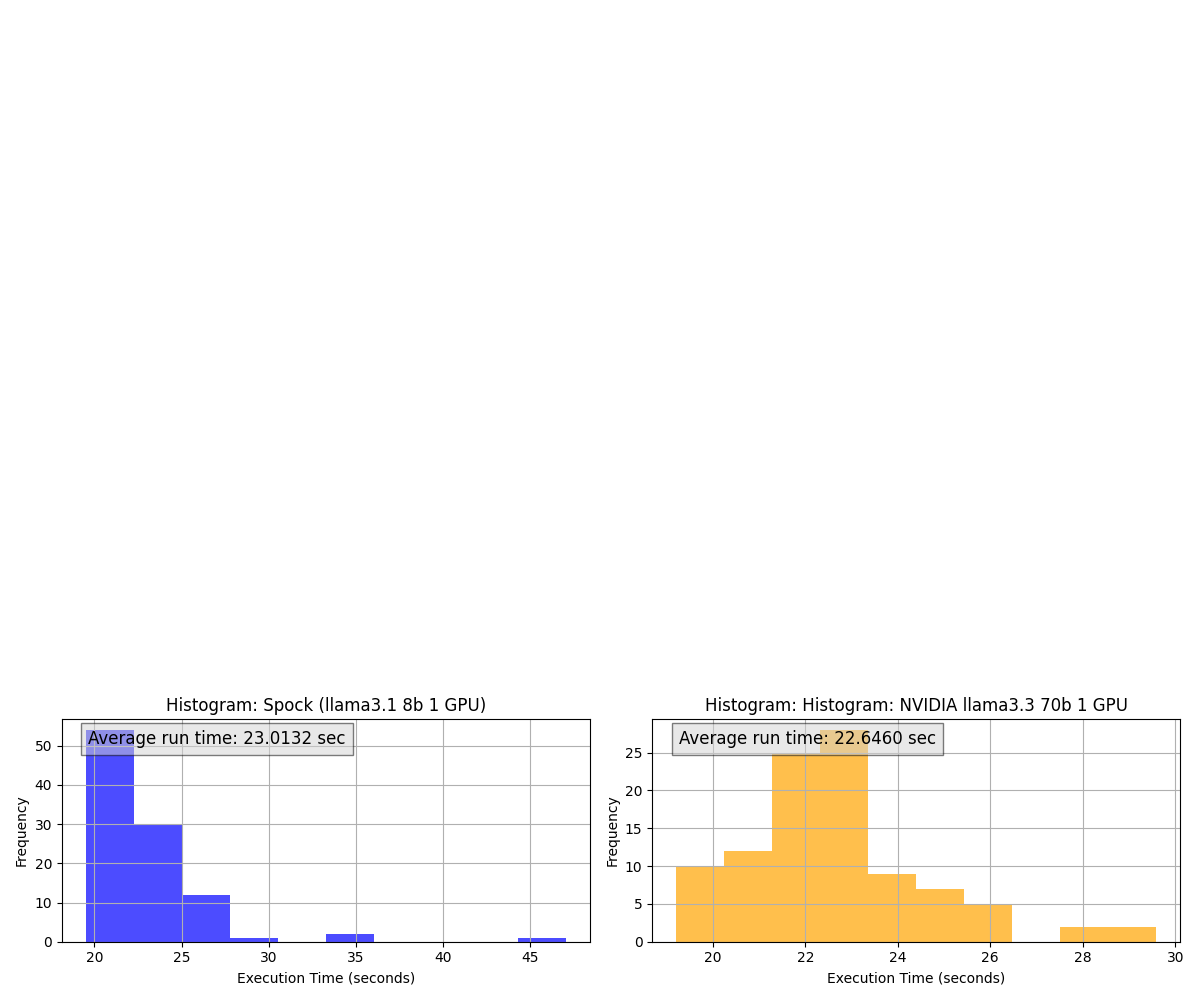 Histogram: Spock (llama3.1 8b 1 GPU)
Average run time: 23.0132 sec
50
40
30
20
10
0
Frequency
20 25 30 35 40 45
Execution Time (seconds)
Histogram: Histogram: NVIDIA llama3.3 70b 1 GPU
Average run time: 22.6460 sec
25
20
15
10
5
0
Frequency
20 22 24 26 28 30
Execution Time (seconds)